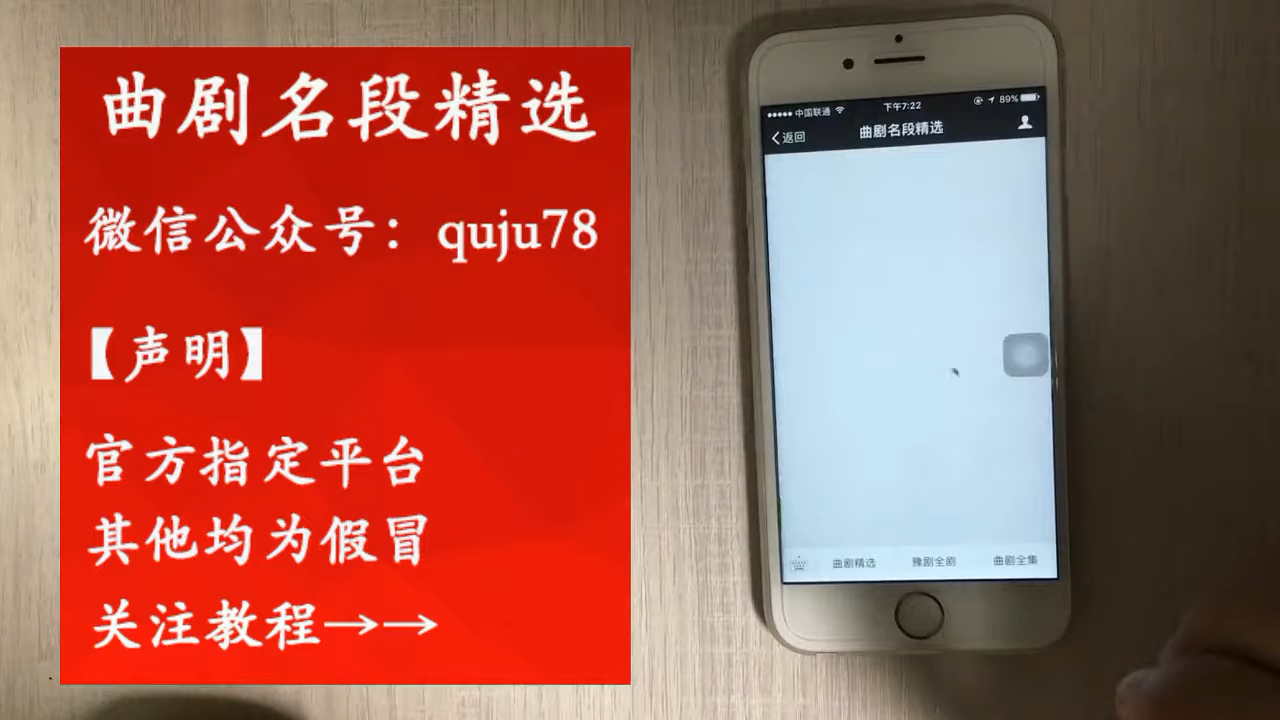 曲剧名段精选
微信公众号：quju78
【声明】
官方指定平台
其他均为假冒
关注教程→→
中国联通
下午7:22
89%
返回
曲剧名段精选
曲剧精选
豫剧全剧
曲剧全集